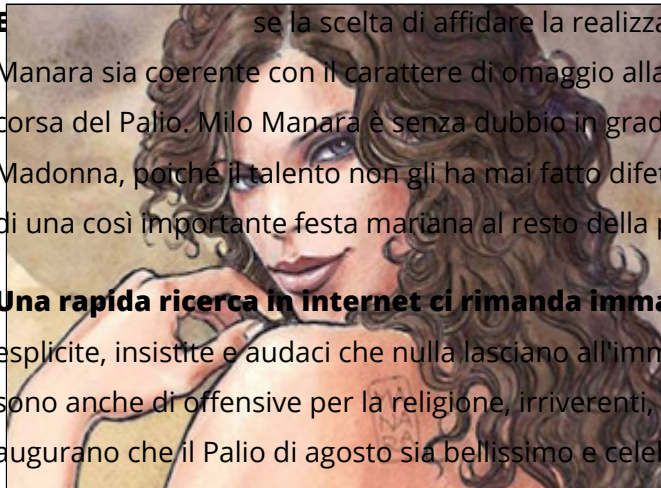 se la scelta di affidare la realizza
Manara sia coerente con il carattere di omaggio alla
corsa del Palio. Milo Manara è senza dubbio in grad
Madonna, poiché il talento non gli ha mai fatto difet
di una così importante festa mariana al resto della p
Una rapida ricerca in internet ci rimanda imma
esplicite, insistite e audaci che nulla lasciano all'imm
sono anche di offensive per la religione, irriverenti,
augurano che il Palio di agosto sia bellissimo e celeb